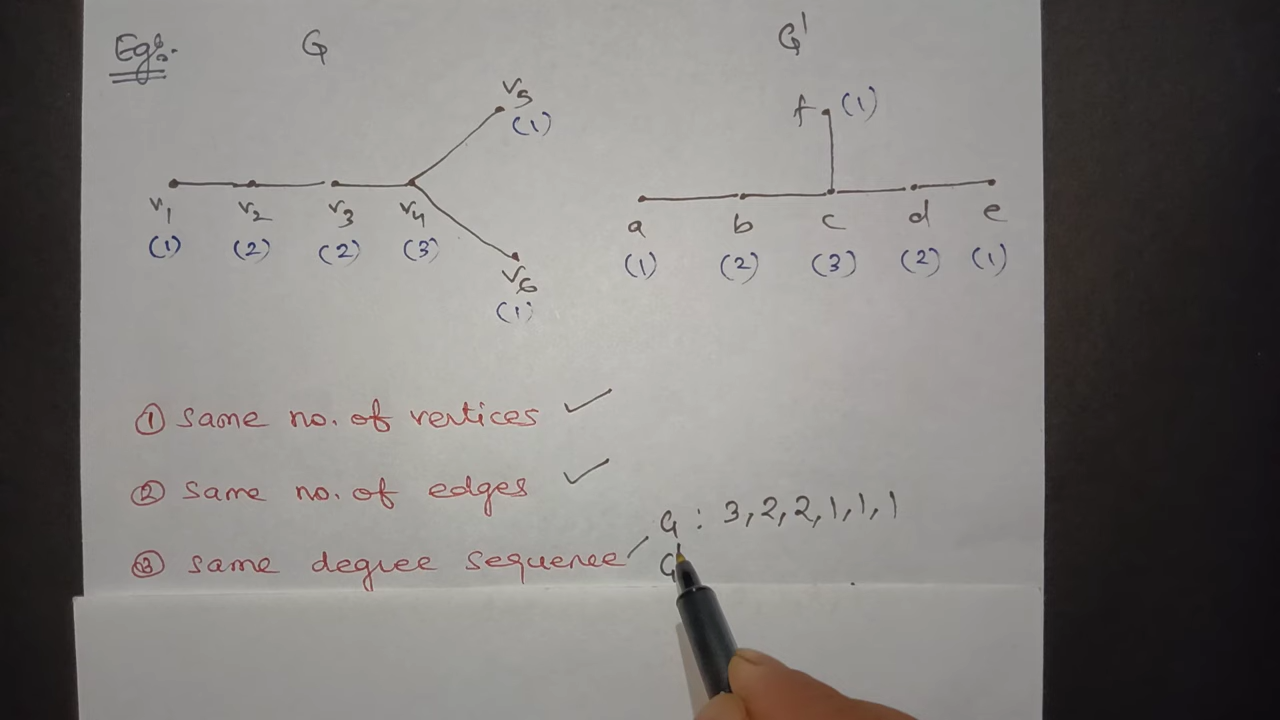 Eg:-
G
G'
v5
(1)
f (1)
v1 v2 v3 v4
(1) (2) (2) (3)
v6
(1)
a b c d e
(1) (2) (3) (2) (1)
① same no. of vertices ✓
② same no. of edges ✓
③ same degree sequence
G : 3, 2, 2, 1, 1, 1
G'